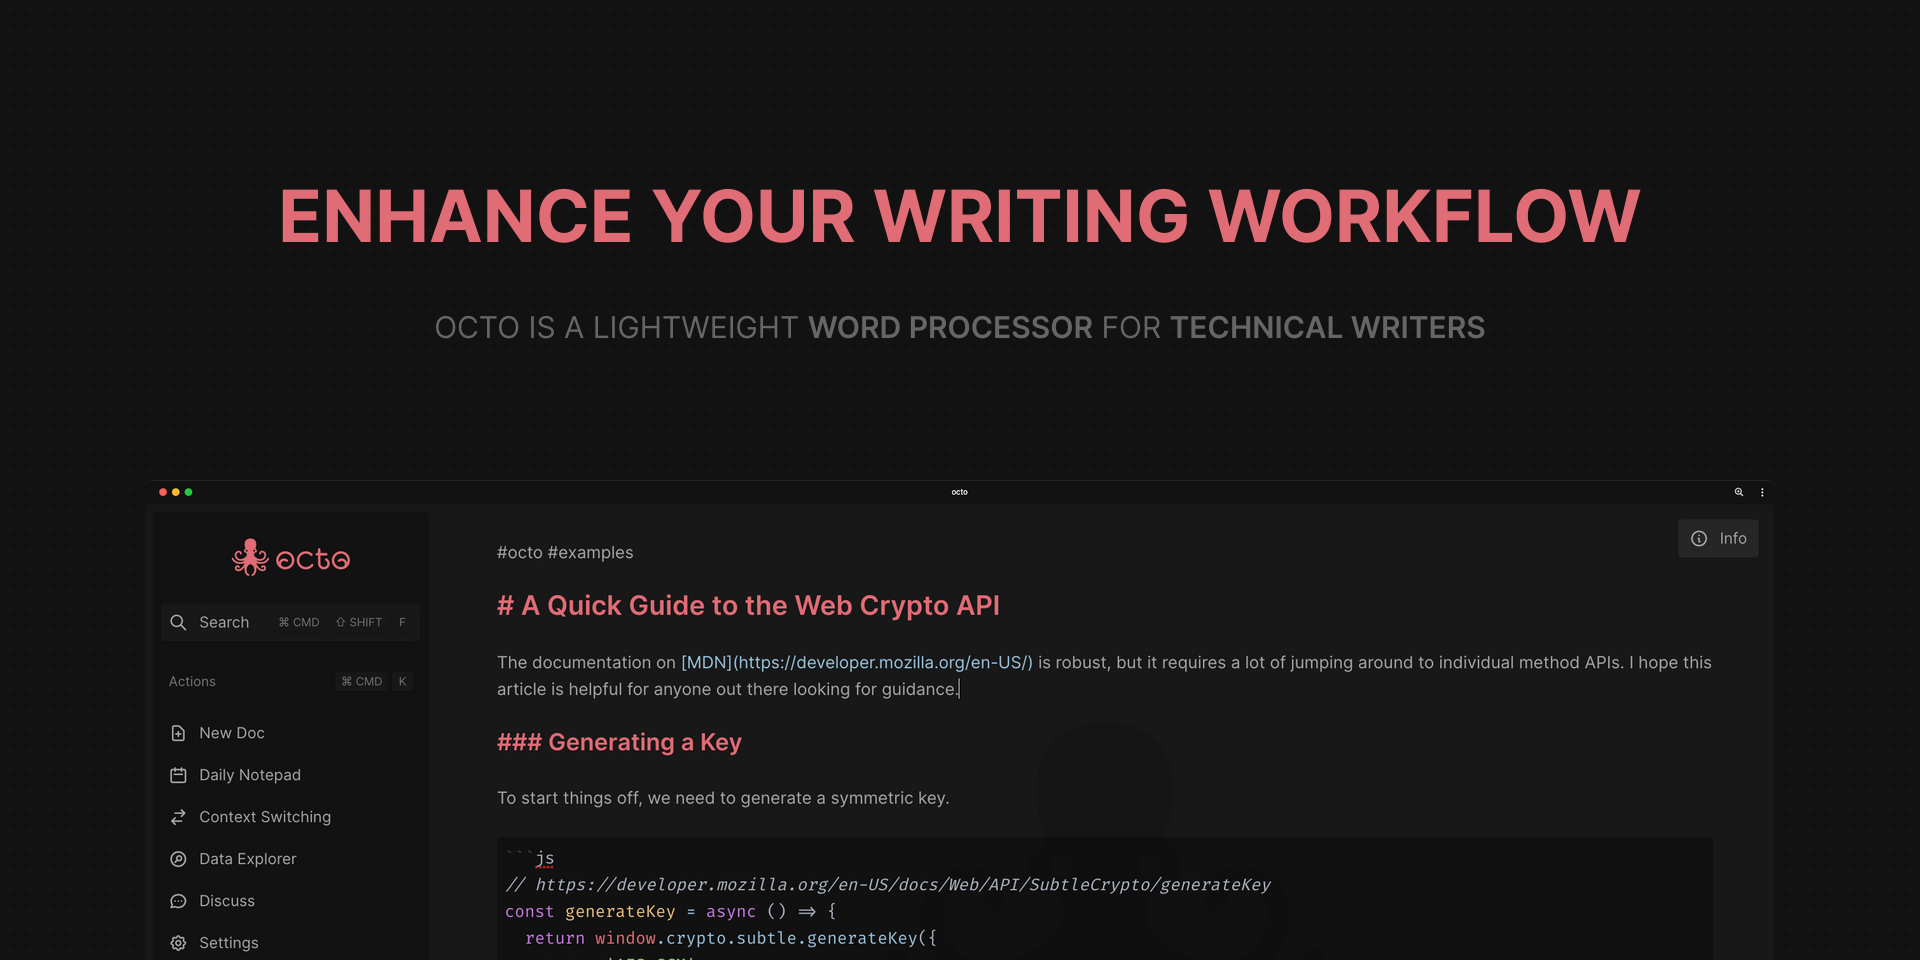 ENHANCE YOUR WRITING WORKFLOW
OCTO IS A LIGHTWEIGHT WORD PROCESSOR FOR TECHNICAL WRITERS
octo
octo
Search ⌘ CMD ⇧ SHIFT F
Actions ⌘ CMD K
New Doc
Daily Notepad
Context Switching
Data Explorer
Discuss
Settings
Info
#octo #examples
# A Quick Guide to the Web Crypto API
The documentation on [MDN](https://developer.mozilla.org/en-US/) is robust, but it requires a lot of jumping around to individual method APIs. I hope this
article is helpful for anyone out there looking for guidance.
### Generating a Key
To start things off, we need to generate a symmetric key.
```js
// https://developer.mozilla.org/en-US/docs/Web/API/SubtleCrypto/generateKey
const generateKey = async () => {
return window.crypto.subtle.generateKey({